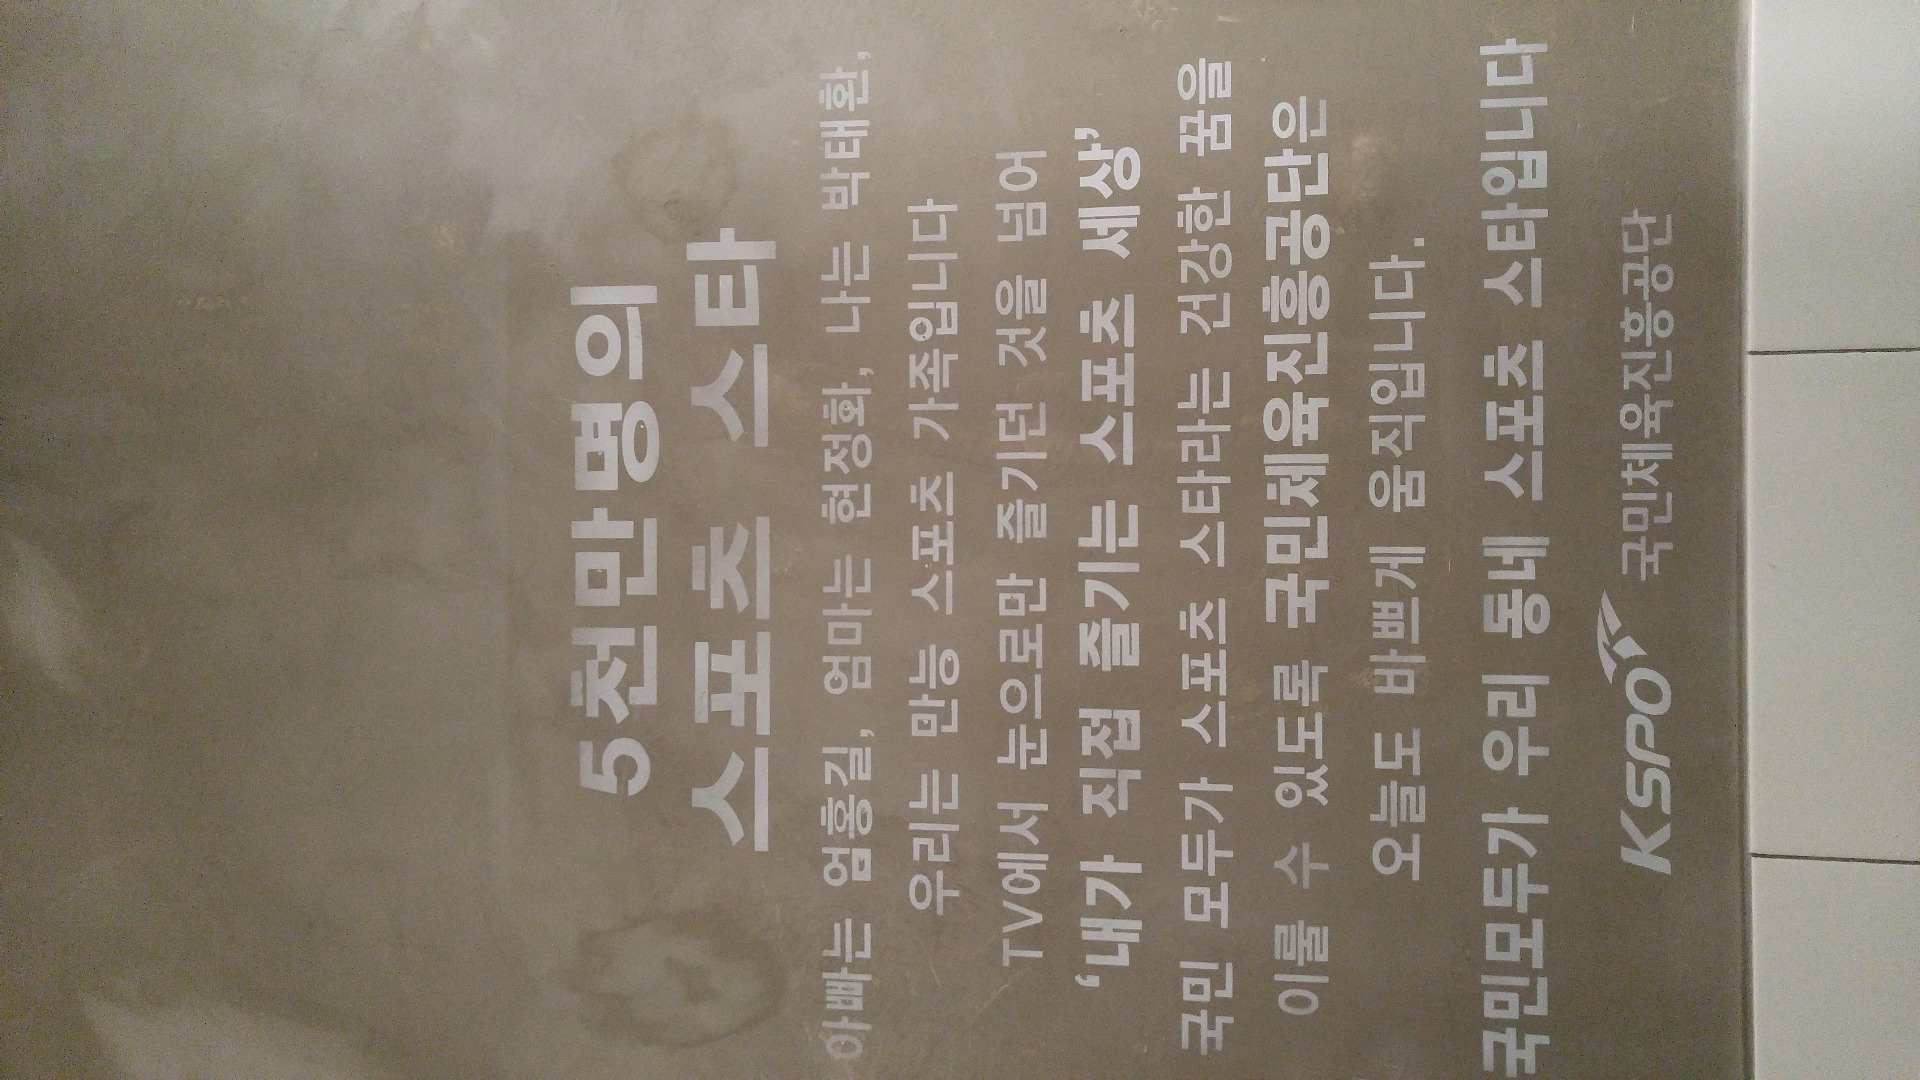 5천만명의
스포츠 스타
아빠는 엄홍길, 엄마는 현정화, 나는 박태환,
우리는 만능 스포츠 가족입니다
TV에서 눈으로만 즐기던 것을 넘어
‘내가 직접 즐기는 스포츠 세상’
국민 모두가 스포츠 스타라는 건강한 꿈을
이룰 수 있도록 국민체육진흥공단은
오늘도 바쁘게 움직입니다.
국민모두가 우리 동네 스포츠 스타입니다
KSPO 국민체육진흥공단